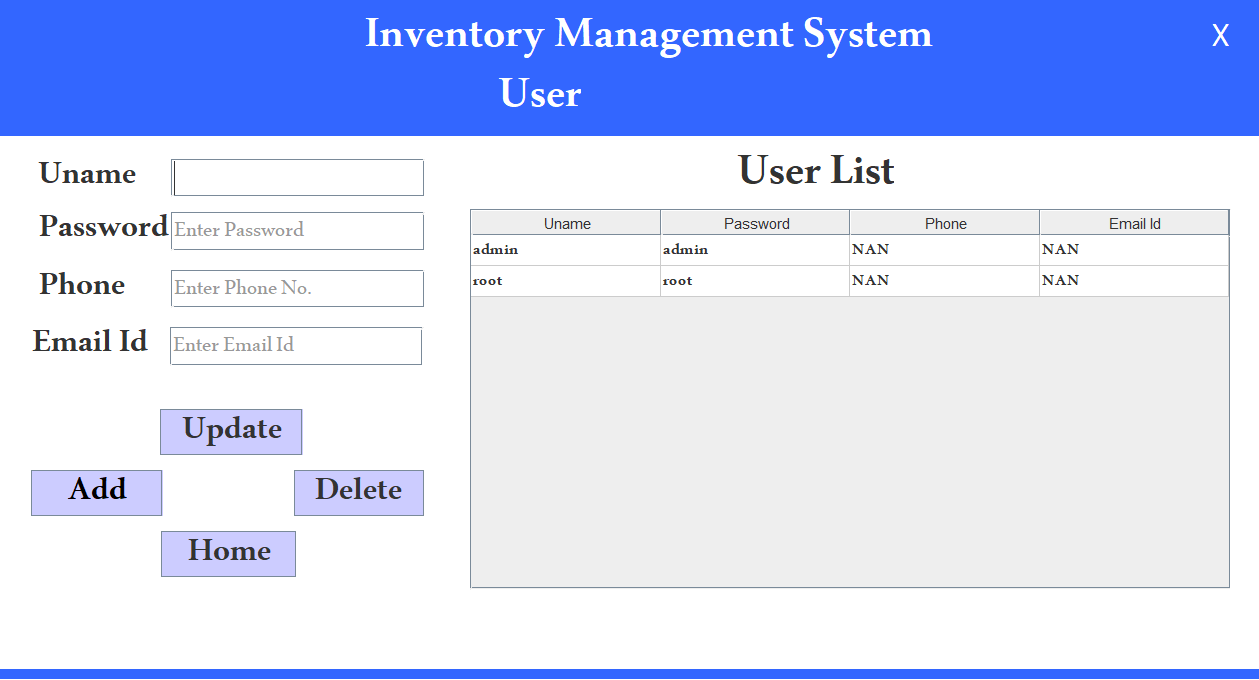 Inventory Management System
X
User
Uname
Password Enter Password
Phone Enter Phone No.
Email Id Enter Email Id
Update
Add Delete
Home
User List
Uname Password Phone Email Id
admin admin NAN NAN
root root NAN NAN